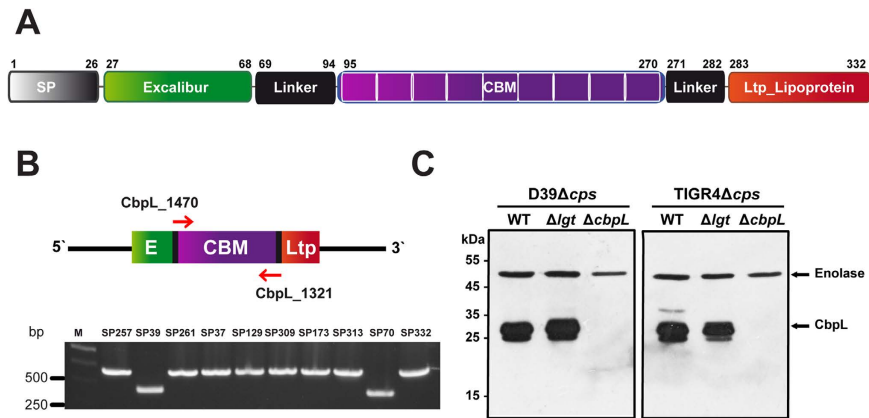 A
1 26 27 68 69 94 95 270 271 282 283 332
SP Excalibur Linker CBM Linker Ltp_Lipoprotein
B
CbpL_1470
5` E CBM Ltp 3`
CbpL_1321
bp M SP257 SP39 SP261 SP37 SP129 SP309 SP173 SP313 SP70 SP332
500
250
C
D39Δcps TIGR4Δcps
WT Δlgt ΔcbpL WT Δlgt ΔcbpL
kDa
55
Enolase
45
35
CbpL
25
15